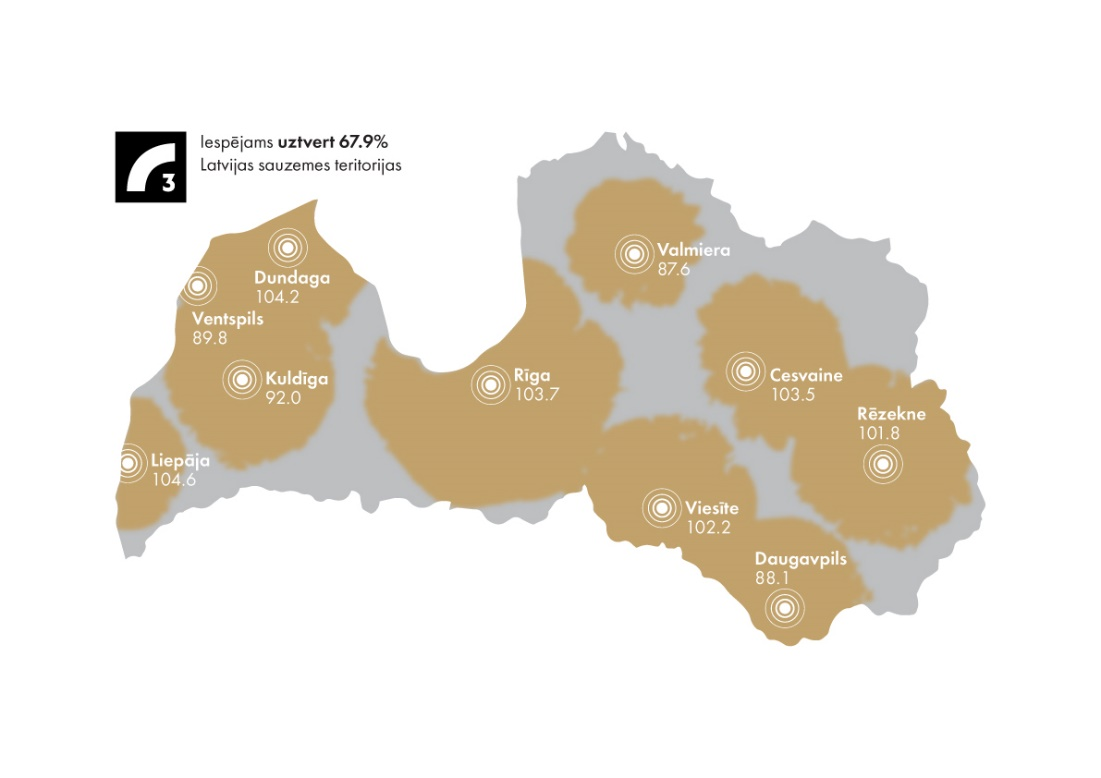 3
Iespējams uztvert 67.9%
Latvijas sauzemes teritorijas
Dundaga
104.2
Ventspils
89.8
Kuldīga
92.0
Liepāja
104.6
Rīga
103.7
Valmiera
87.6
Cesvaine
103.5
Rēzekne
101.8
Viesīte
102.2
Daugavpils
88.1